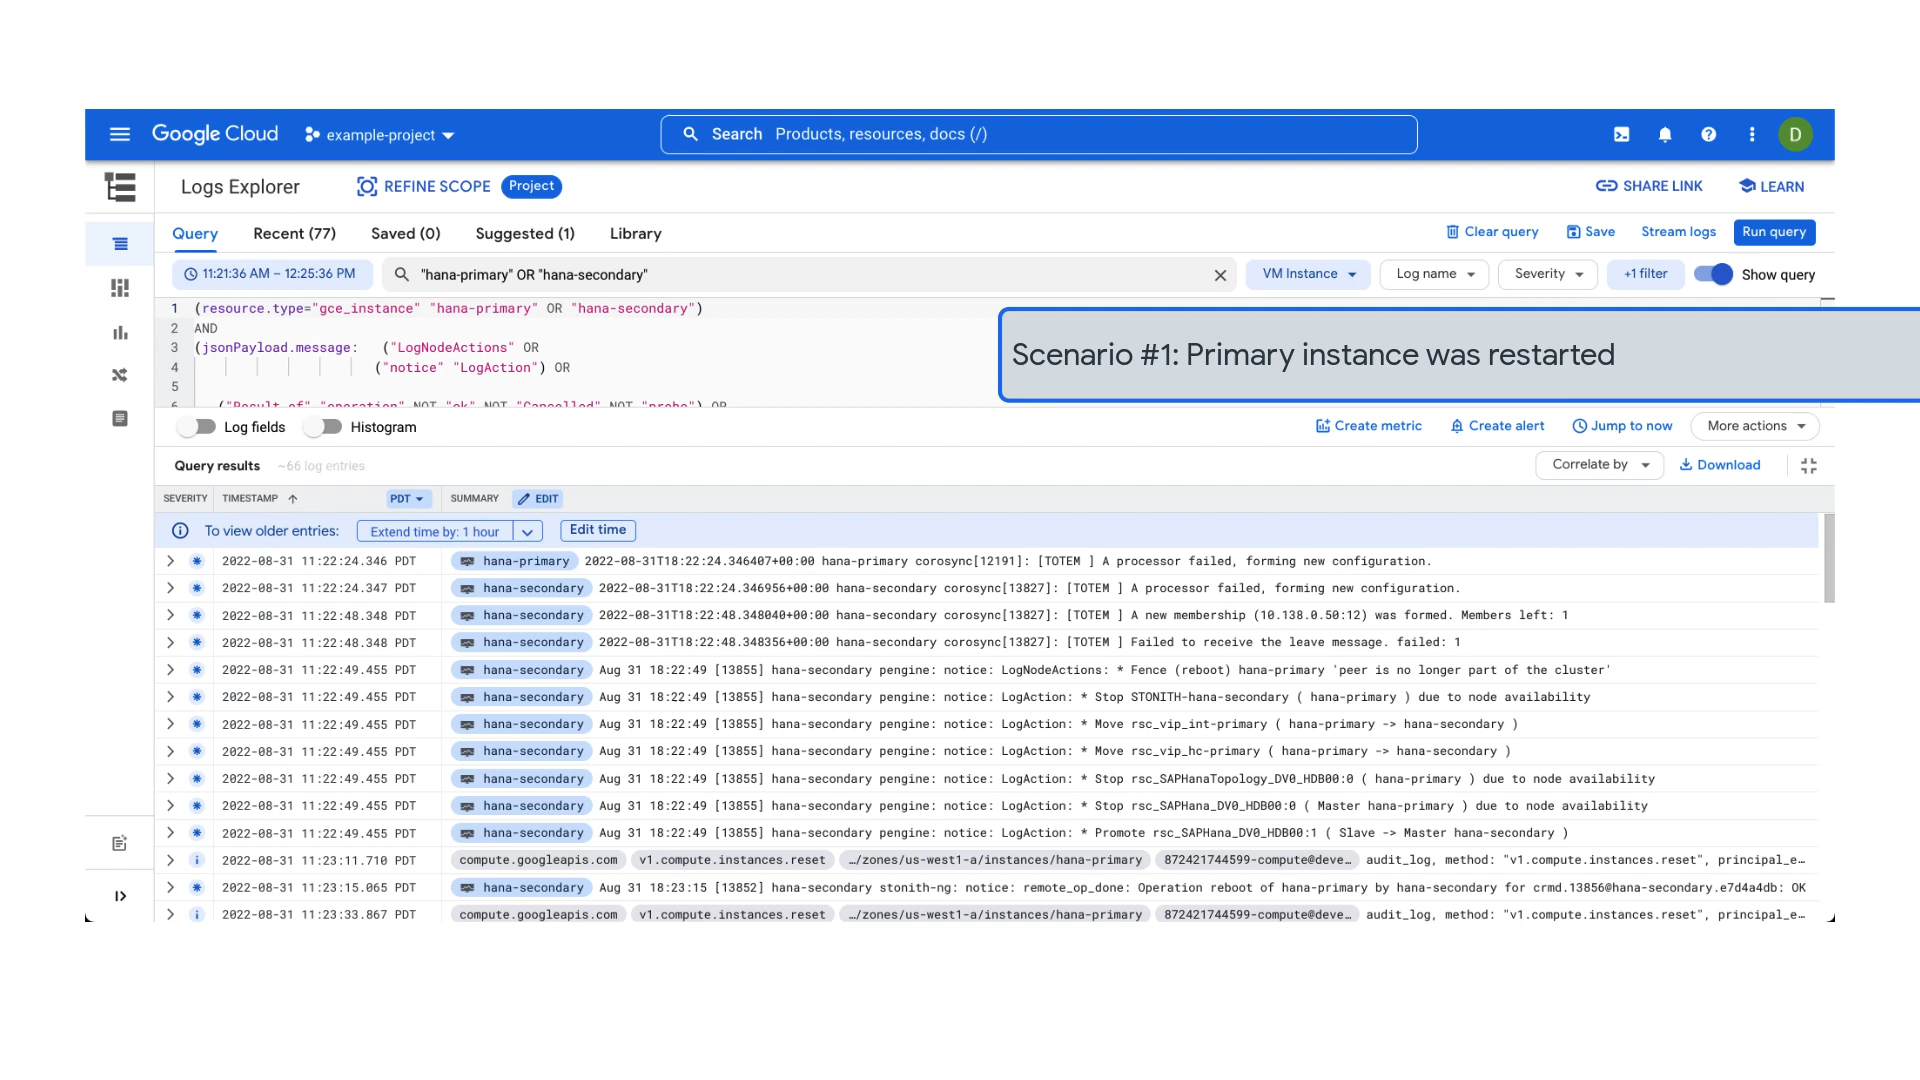 Google Cloud example-project Search Products, resources, docs (/) D
Logs Explorer REFINE SCOPE Project SHARE LINK LEARN
Query Recent (77) Saved (0) Suggested (1) Library Clear query Save Stream logs Run query
11:21:36 AM – 12:25:36 PM "hana-primary" OR "hana-secondary" VM Instance Log name Severity +1 filter Show query
1 (resource.type="gce_instance" "hana-primary" OR "hana-secondary")
2 AND
3 (jsonPayload.message: ("LogNodeActions" OR
4 ("notice" "LogAction") OR
5
6 ("Result of" "operation" NOT "ok" NOT "Cancelled" NOT "probe") OR
Scenario #1: Primary instance was restarted
Log fields Histogram Create metric Create alert Jump to now More actions
Query results ~66 log entries Correlate by Download
SEVERITY TIMESTAMP PDT SUMMARY EDIT
To view older entries: Extend time by: 1 hour Edit time
2022-08-31 11:22:24.346 PDT hana-primary 2022-08-31T18:22:24.346407+00:00 hana-primary corosync[12191]: [TOTEM ] A processor failed, forming new configuration.
2022-08-31 11:22:24.347 PDT hana-secondary 2022-08-31T18:22:24.346956+00:00 hana-secondary corosync[13827]: [TOTEM ] A processor failed, forming new configuration.
2022-08-31 11:22:48.348 PDT hana-secondary 2022-08-31T18:22:48.348040+00:00 hana-secondary corosync[13827]: [TOTEM ] A new membership (10.138.0.50:12) was formed. Members left: 1
2022-08-31 11:22:48.348 PDT hana-secondary 2022-08-31T18:22:48.348356+00:00 hana-secondary corosync[13827]: [TOTEM ] Failed to receive the leave message. failed: 1
2022-08-31 11:22:49.455 PDT hana-secondary Aug 31 18:22:49 [13855] hana-secondary pengine: notice: LogNodeActions: * Fence (reboot) hana-primary 'peer is no longer part of the cluster'
2022-08-31 11:22:49.455 PDT hana-secondary Aug 31 18:22:49 [13855] hana-secondary pengine: notice: LogAction: * Stop STONITH-hana-secondary ( hana-primary ) due to node availability
2022-08-31 11:22:49.455 PDT hana-secondary Aug 31 18:22:49 [13855] hana-secondary pengine: notice: LogAction: * Move rsc_vip_int-primary ( hana-primary -> hana-secondary )
2022-08-31 11:22:49.455 PDT hana-secondary Aug 31 18:22:49 [13855] hana-secondary pengine: notice: LogAction: * Move rsc_vip_hc-primary ( hana-primary -> hana-secondary )
2022-08-31 11:22:49.455 PDT hana-secondary Aug 31 18:22:49 [13855] hana-secondary pengine: notice: LogAction: * Stop rsc_SAPHanaTopology_DV0_HDB00:0 ( hana-primary ) due to node availability
2022-08-31 11:22:49.455 PDT hana-secondary Aug 31 18:22:49 [13855] hana-secondary pengine: notice: LogAction: * Stop rsc_SAPHana_DV0_HDB00:0 ( Master hana-primary ) due to node availability
2022-08-31 11:22:49.455 PDT hana-secondary Aug 31 18:22:49 [13855] hana-secondary pengine: notice: LogAction: * Promote rsc_SAPHana_DV0_HDB00:1 ( Slave -> Master hana-secondary )
2022-08-31 11:23:11.710 PDT compute.googleapis.com v1.compute.instances.reset …/zones/us-west1-a/instances/hana-primary 872421744599-compute@deve… audit_log, method: "v1.compute.instances.reset", principal_e…
2022-08-31 11:23:15.065 PDT hana-secondary Aug 31 18:23:15 [13852] hana-secondary stonith-ng: notice: remote_op_done: Operation reboot of hana-primary by hana-secondary for crmd.13856@hana-secondary.e7d4a4db: OK
2022-08-31 11:23:33.867 PDT compute.googleapis.com v1.compute.instances.reset …/zones/us-west1-a/instances/hana-primary 872421744599-compute@deve… audit_log, method: "v1.compute.instances.reset", principal_e…